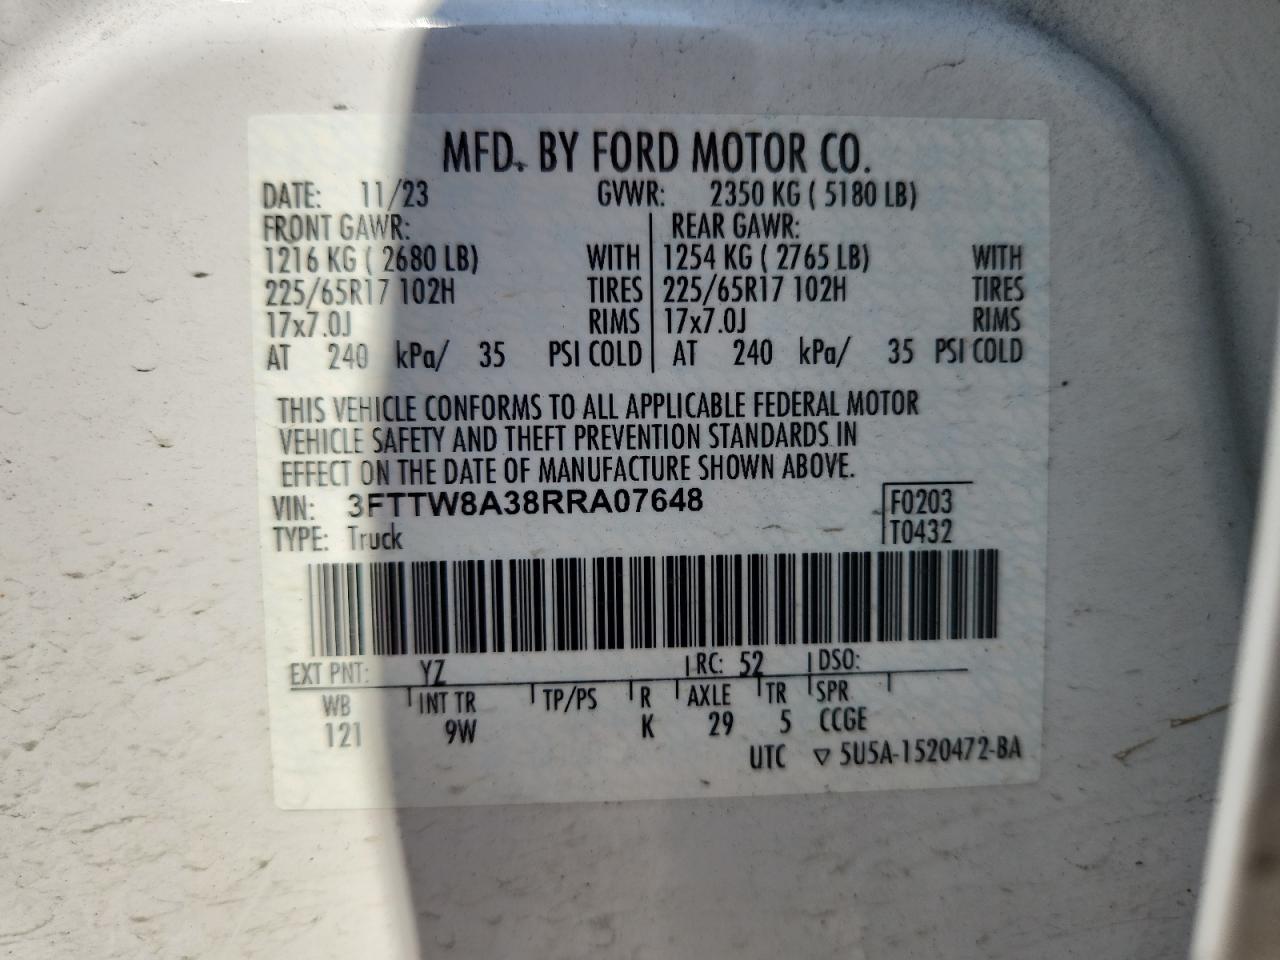 MFD. BY FORD MOTOR CO.
DATE: 11/23 GVWR: 2350 KG ( 5180 LB)
FRONT GAWR: REAR GAWR:
1216 KG ( 2680 LB) WITH 1254 KG ( 2765 LB) WITH
225/65R17 102H TIRES 225/65R17 102H TIRES
17x7.0J RIMS 17x7.0J RIMS
AT 240 kPa/ 35 PSI COLD AT 240 kPa/ 35 PSI COLD
THIS VEHICLE CONFORMS TO ALL APPLICABLE FEDERAL MOTOR
VEHICLE SAFETY AND THEFT PREVENTION STANDARDS IN
EFFECT ON THE DATE OF MANUFACTURE SHOWN ABOVE.
VIN: 3FTTW8A38RRA07648 F0203
TYPE: Truck T0432
EXT PNT: YZ RC: 52 DSO:
WB INT TR TP/PS R AXLE TR SPR
121 9W K 29 5 CCGE
UTC ▽ 5U5A-1520472-BA